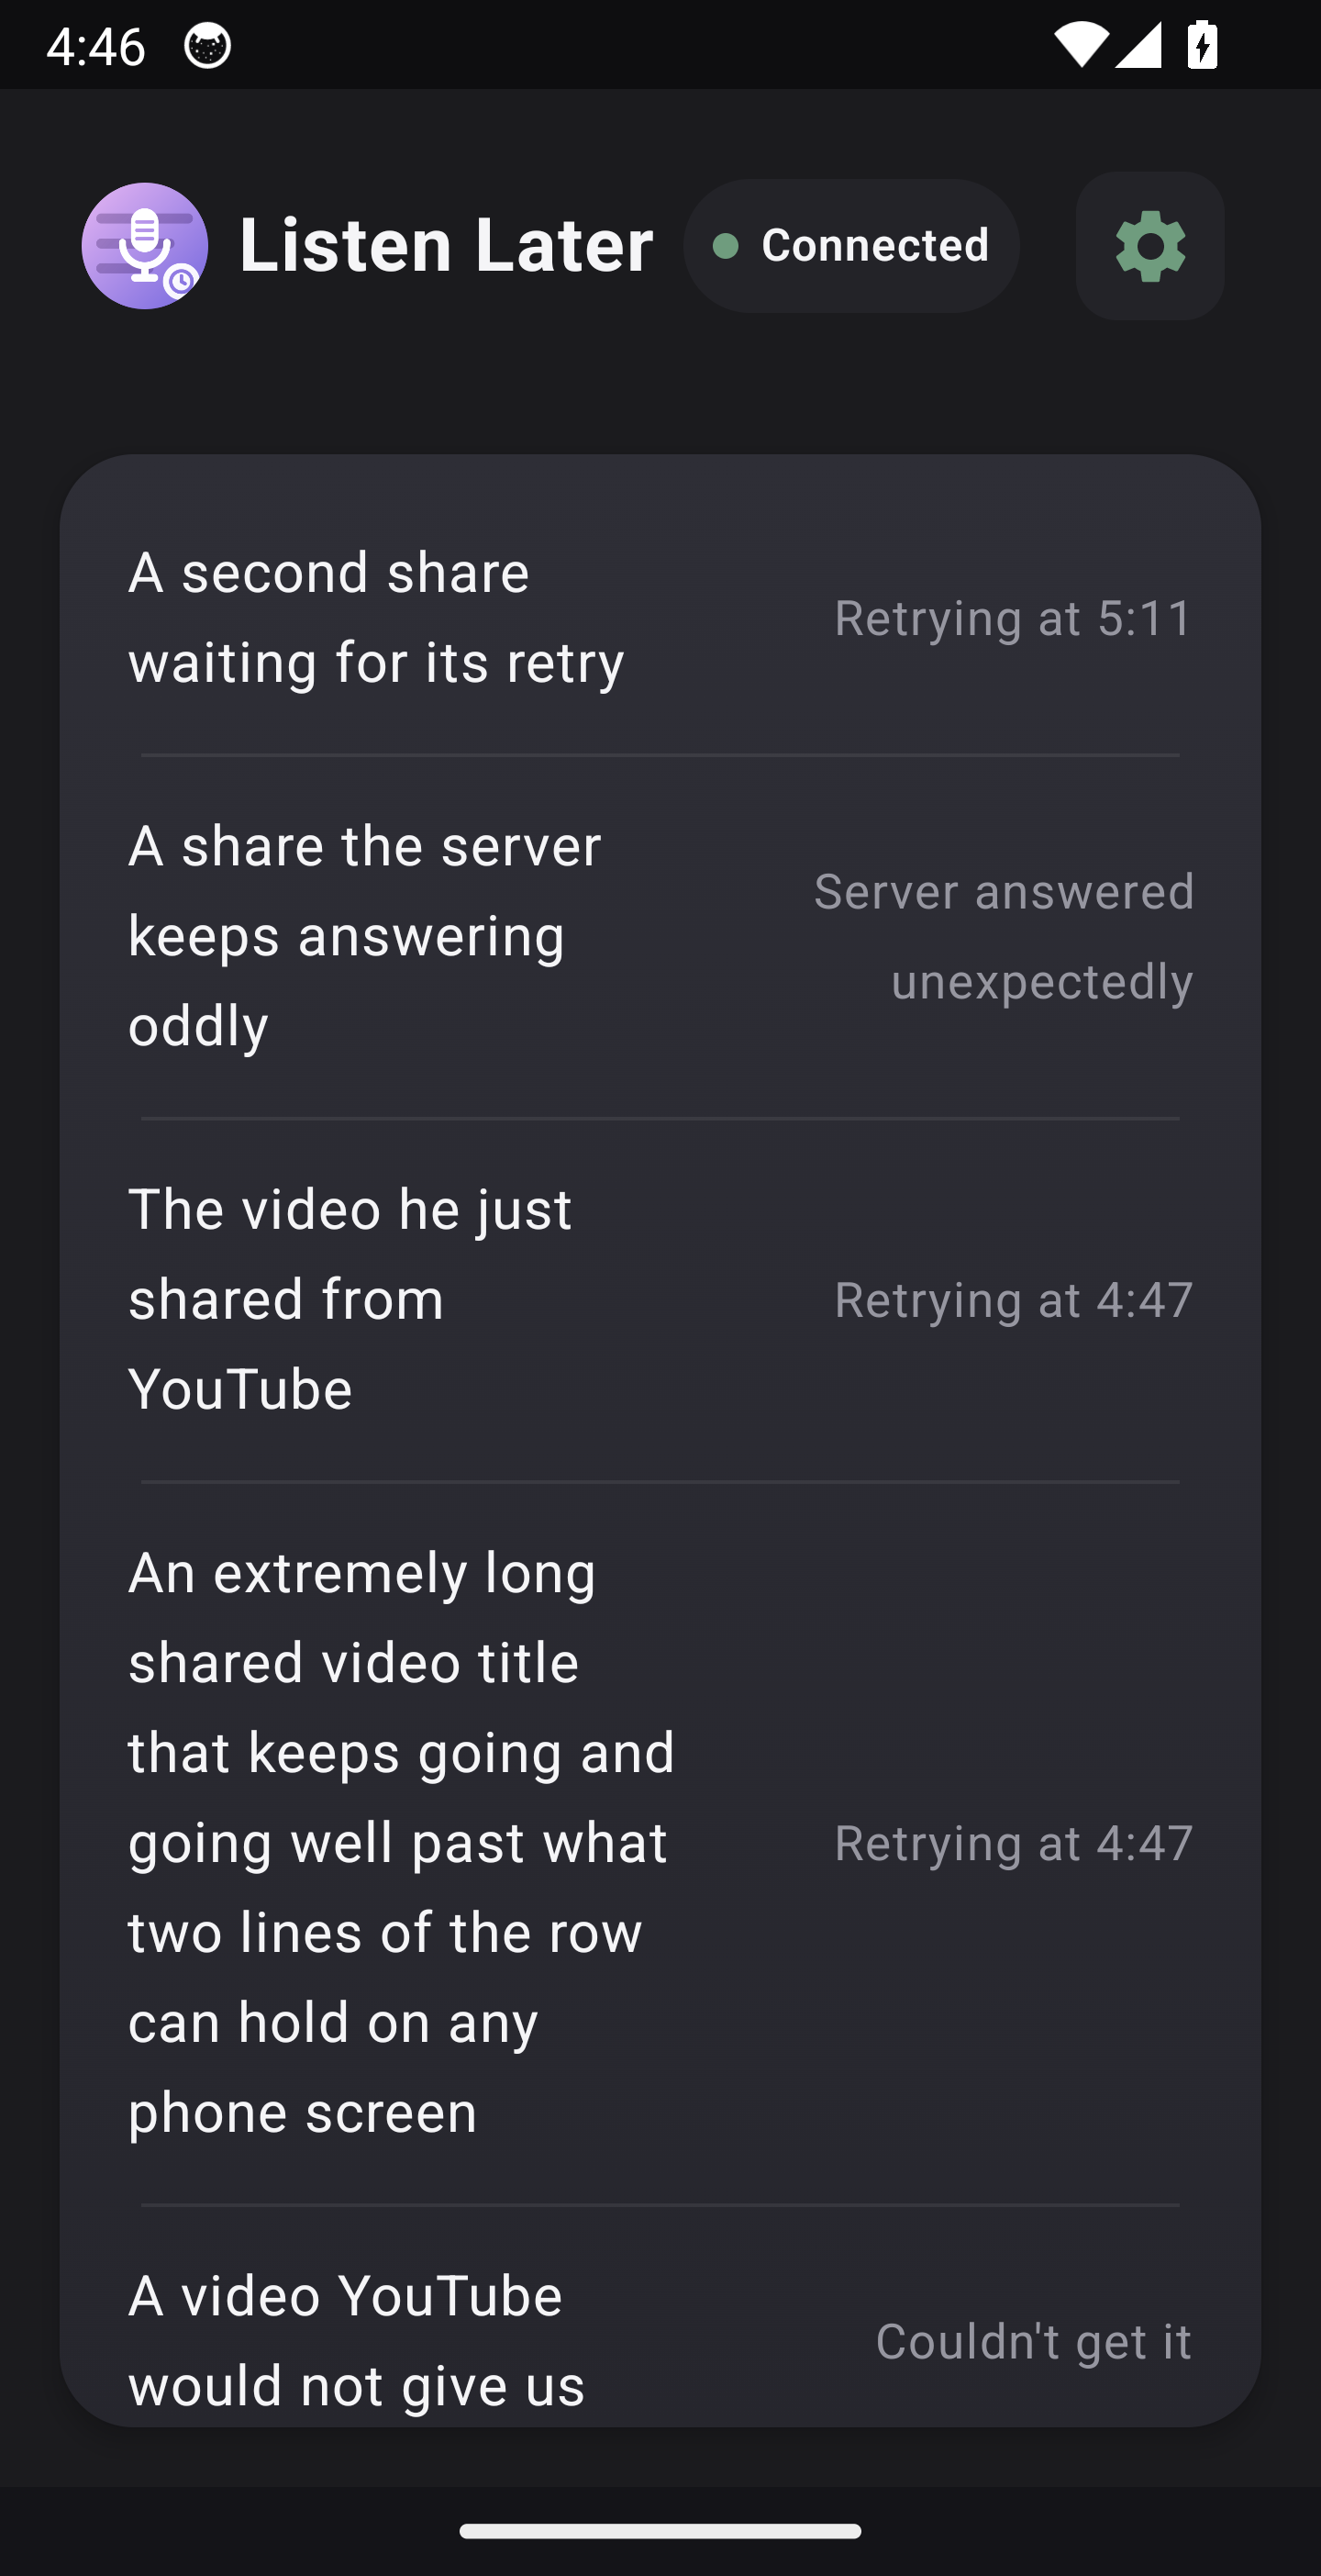 4:46
Listen Later
Connected
A second share
waiting for its retry
Retrying at 5:11
A share the server
keeps answering
oddly
Server answered
unexpectedly
The video he just
shared from
YouTube
Retrying at 4:47
An extremely long
shared video title
that keeps going and
going well past what
two lines of the row
can hold on any
phone screen
Retrying at 4:47
A video YouTube
would not give us
Couldn't get it